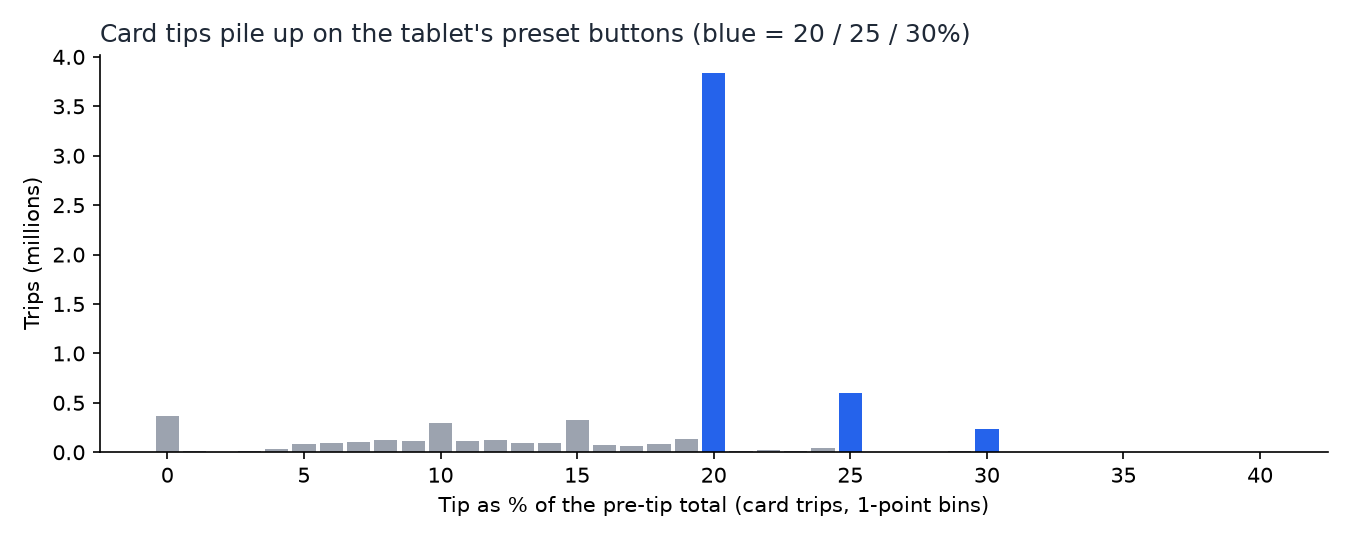 Card tips pile up on the tablet's preset buttons (blue = 20 / 25 / 30%)
4.0
3.5
3.0
2.5
2.0
1.5
1.0
0.5
0.0
Trips (millions)
0 5 10 15 20 25 30 35 40
Tip as % of the pre-tip total (card trips, 1-point bins)